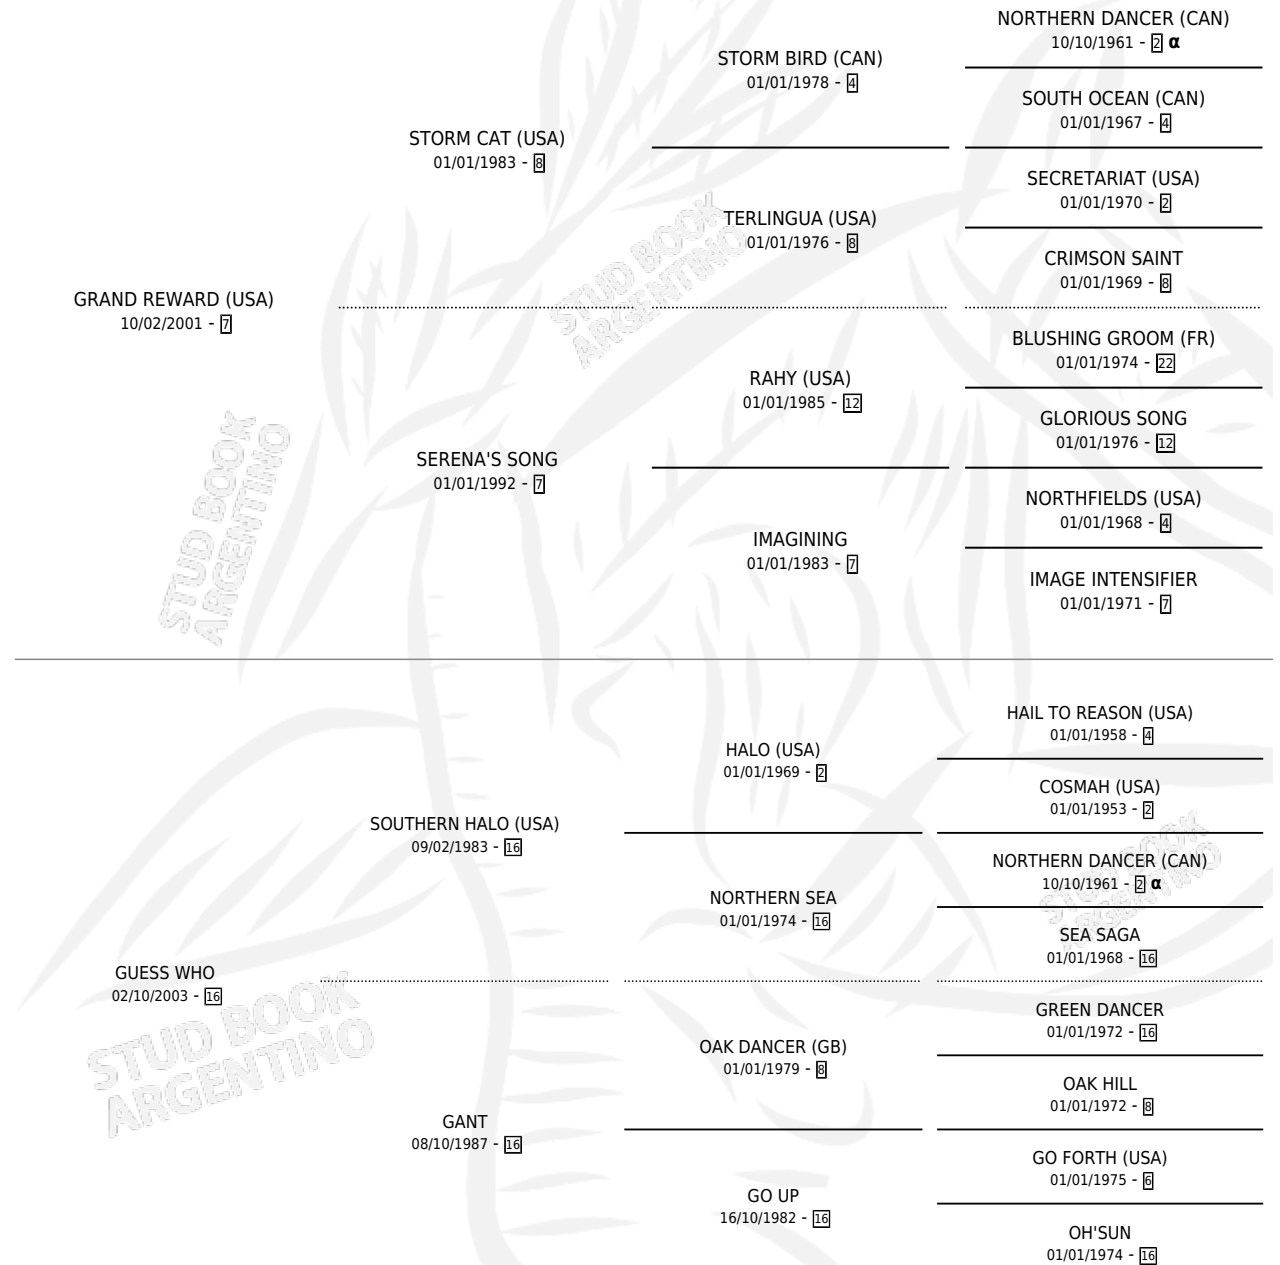 NORTHERN DANCER (CAN)
10/10/1961 - 2 α
STORM BIRD (CAN)
01/01/1978 - 4
SOUTH OCEAN (CAN)
01/01/1967 - 4
STORM CAT (USA)
01/01/1983 - 8
SECRETARIAT (USA)
01/01/1970 - 2
TERLINGUA (USA)
01/01/1976 - 8
CRIMSON SAINT
01/01/1969 - 8
GRAND REWARD (USA)
10/02/2001 - 7
BLUSHING GROOM (FR)
01/01/1974 - 22
RAHY (USA)
01/01/1985 - 12
GLORIOUS SONG
01/01/1976 - 12
SERENA'S SONG
01/01/1992 - 7
NORTHFIELDS (USA)
01/01/1968 - 4
IMAGINING
01/01/1983 - 7
IMAGE INTENSIFIER
01/01/1971 - 7
HAIL TO REASON (USA)
01/01/1958 - 4
HALO (USA)
01/01/1969 - 2
COSMAH (USA)
01/01/1953 - 2
SOUTHERN HALO (USA)
09/02/1983 - 16
NORTHERN DANCER (CAN)
10/10/1961 - 2 α
NORTHERN SEA
01/01/1974 - 16
SEA SAGA
01/01/1968 - 16
GUESS WHO
02/10/2003 - 16
GREEN DANCER
01/01/1972 - 16
OAK DANCER (GB)
01/01/1979 - 8
OAK HILL
01/01/1972 - 8
GANT
08/10/1987 - 16
GO FORTH (USA)
01/01/1975 - 6
GO UP
16/10/1982 - 16
OH'SUN
01/01/1974 - 16
STUD BOOK
ARGENTINO
STUD BOOK
ARGENTINO
STUD BOOK
ARGENTINO
STUD BOOK
ARGENTINO